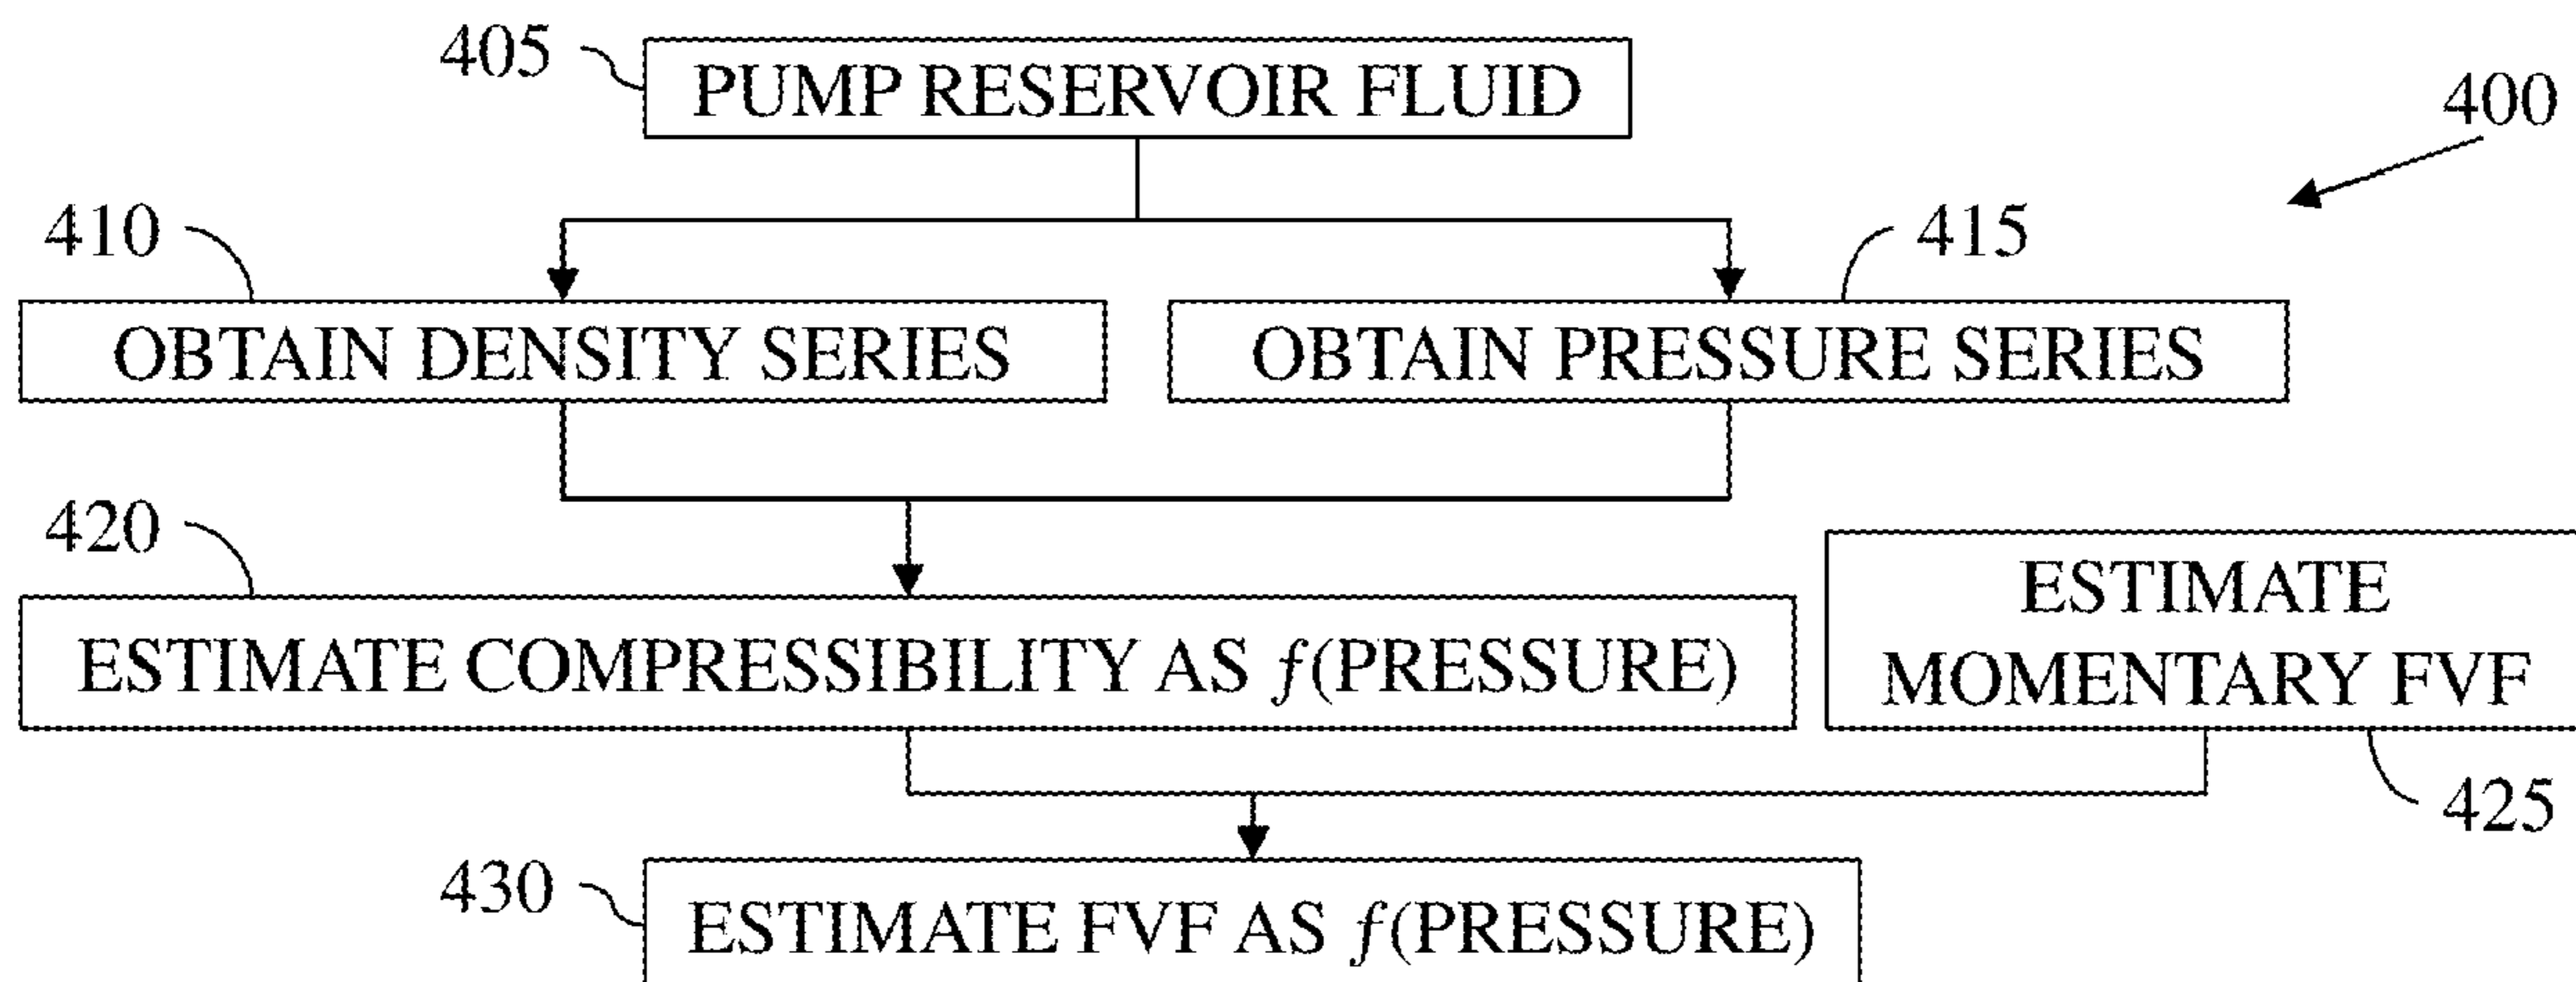 405
PUMP RESERVOIR FLUID
400
410
415
OBTAIN DENSITY SERIES
OBTAIN PRESSURE SERIES
420
ESTIMATE COMPRESSIBILITY AS f(PRESSURE)
ESTIMATE
MOMENTARY FVF
425
430
ESTIMATE FVF AS f(PRESSURE)